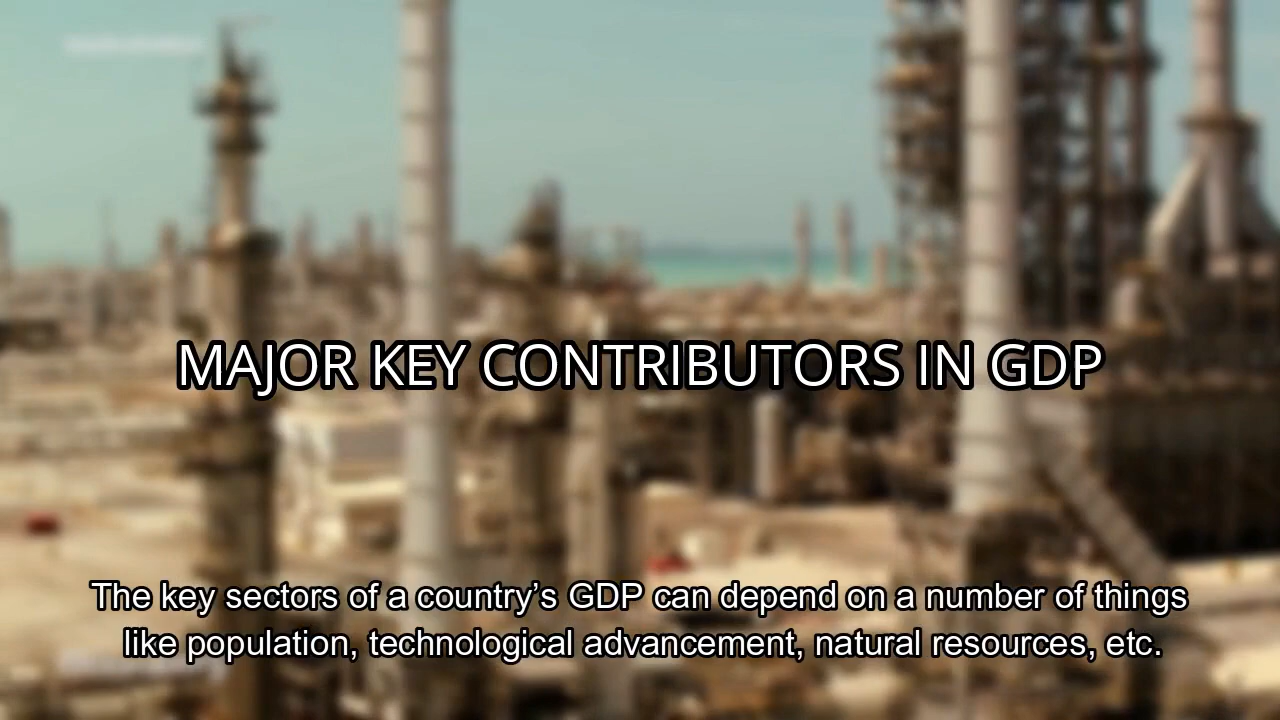 MAJOR KEY CONTRIBUTORS IN GDP
The key sectors of a country’s GDP can depend on a number of things
like population, technological advancement, natural resources, etc.